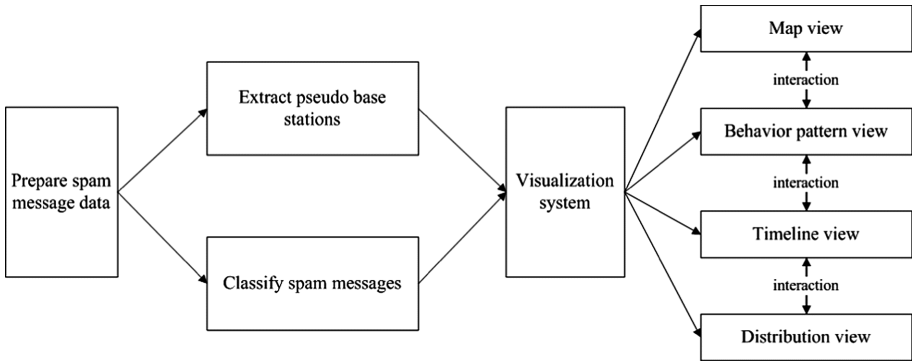 Prepare spam
message data
Extract pseudo base
stations
Classify spam messages
Visualization
system
Map view
interaction
Behavior pattern view
interaction
Timeline view
interaction
Distribution view